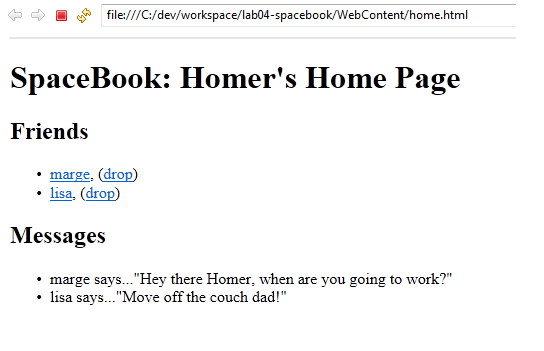 file:///C:/dev/workspace/lab04-spacebook/WebContent/home.html
SpaceBook: Homer's Home Page
Friends
• marge, (drop)
• lisa, (drop)
Messages
• marge says..."Hey there Homer, when are you going to work?"
• lisa says..."Move off the couch dad!"